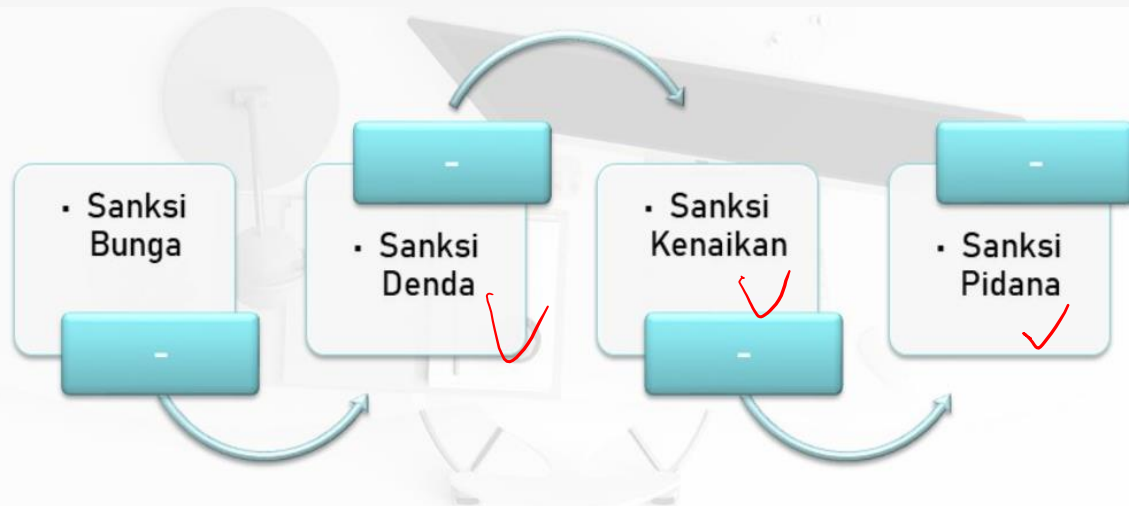 ▪ Sanksi
Bunga
-
-
▪ Sanksi
Denda
▪ Sanksi
Kenaikan
-
-
▪ Sanksi
Pidana